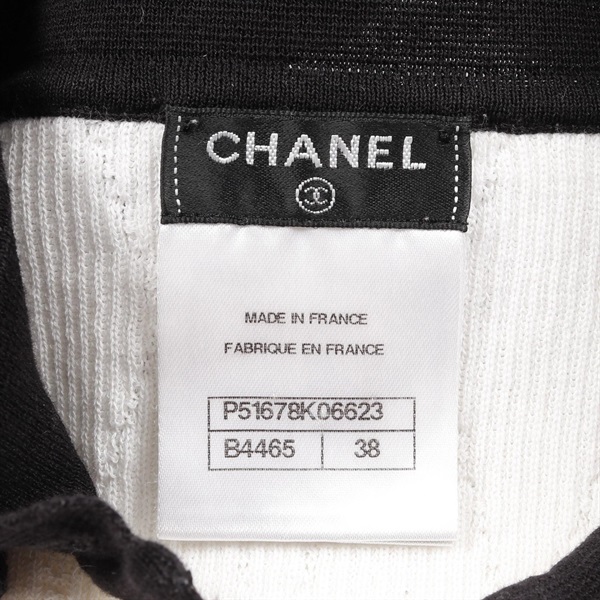 CHANEL
MADE IN FRANCE
FABRIQUE EN FRANCE
P51678K06623
B4465 38